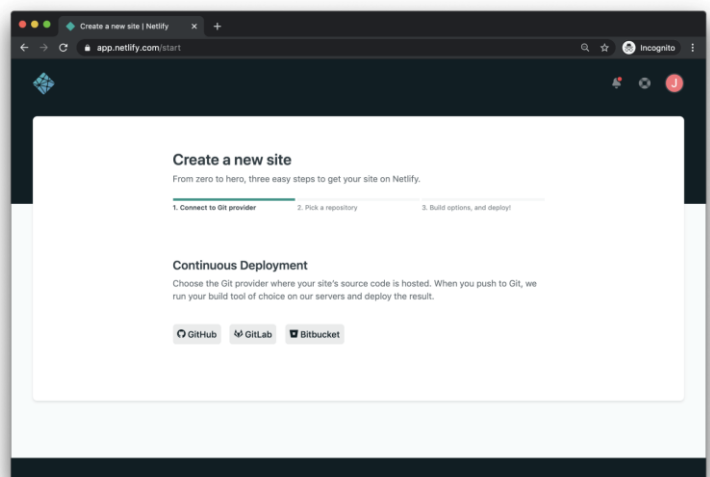 Create a new site | Netlify
app.netlify.com/start
Incognito
J
Create a new site
From zero to hero, three easy steps to get your site on Netlify.
1. Connect to Git provider
2. Pick a repository
3. Build options, and deploy!
Continuous Deployment
Choose the Git provider where your site's source code is hosted. When you push to Git, we
run your build tool of choice on our servers and deploy the result.
GitHub
GitLab
Bitbucket